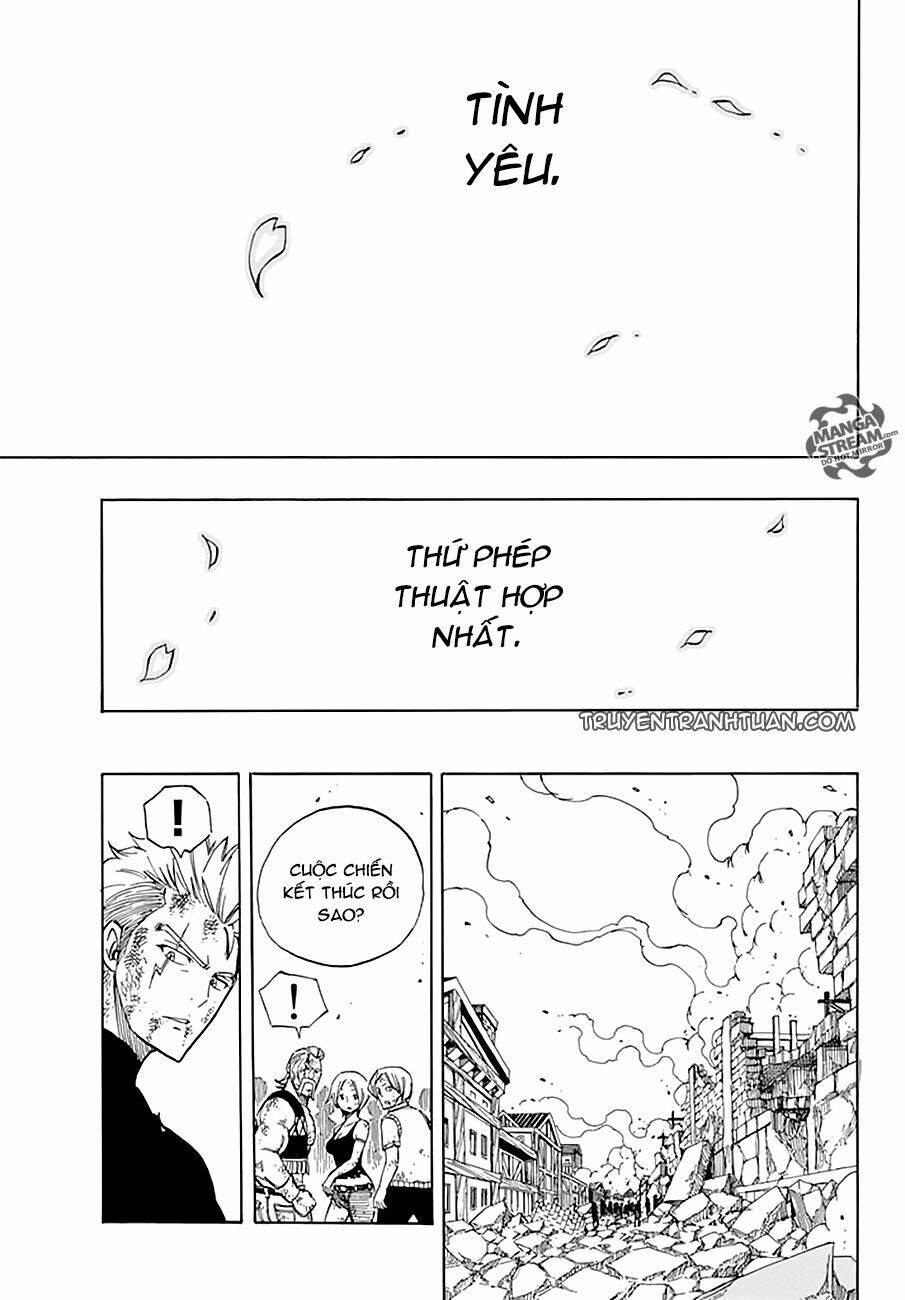 TÌNH
YÊU.
MANGA
STREAM.com
DO NOT MIRROR
THỨ PHÉP
THUẬT HỢP
NHẤT.
TRUYENTRANHTUAN.COM
!
CUỘC CHIẾN
KẾT THÚC RỒI
SAO?
!